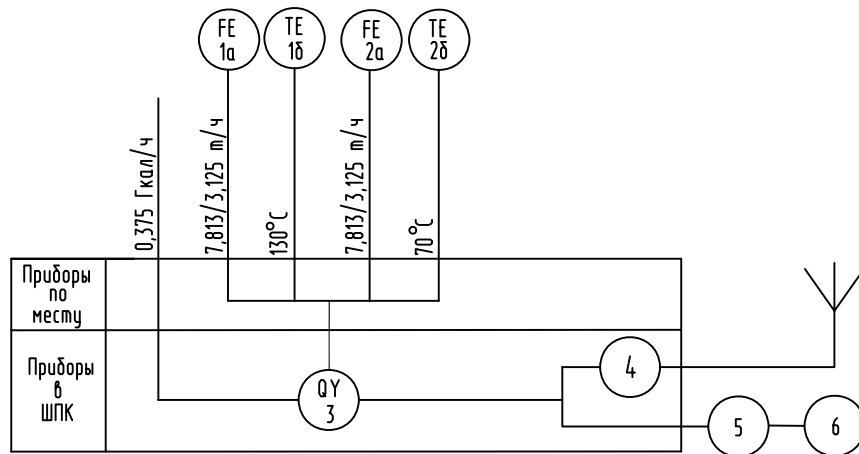 FE
1а
TE
1б
FE
2а
TE
2б
0,375 Гкал/ч
7,813/3,125 т/ч
130°С
7,813/3,125 т/ч
70°С
Приборы
по
месту
Приборы
в
ШПК
QY
3
4
5
6